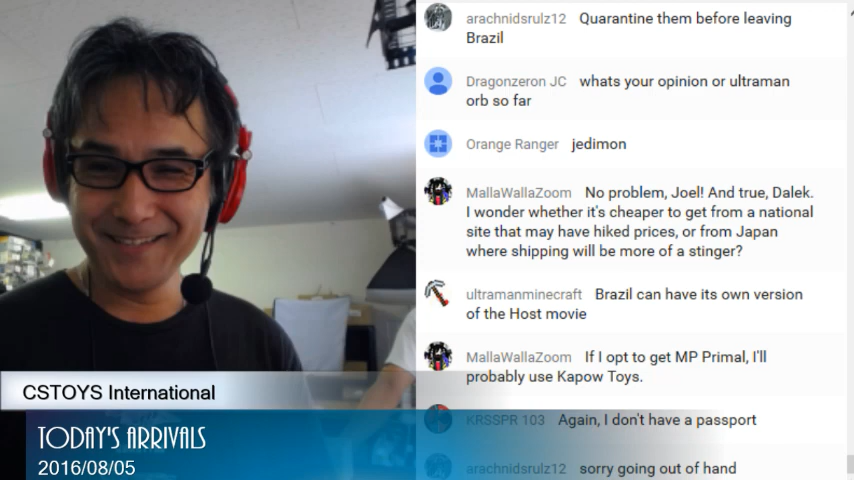 arachnidsrulz12 Quarantine them before leaving
Brazil
Dragonzeron JC whats your opinion or ultraman
orb so far
Orange Ranger jedimon
MallaWallaZoom No problem, Joel! And true, Dalek.
I wonder whether it's cheaper to get from a national
site that may have hiked prices, or from Japan
where shipping will be more of a stinger?
ultramanminecraft Brazil can have its own version
of the Host movie
MallaWallaZoom If I opt to get MP Primal, I'll
probably use Kapow Toys.
KRSSPR 103 Again, I don't have a passport
arachnidsrulz12 sorry going out of hand
CSTOYS International
TODAY'S ARRIVALS
2016/08/05